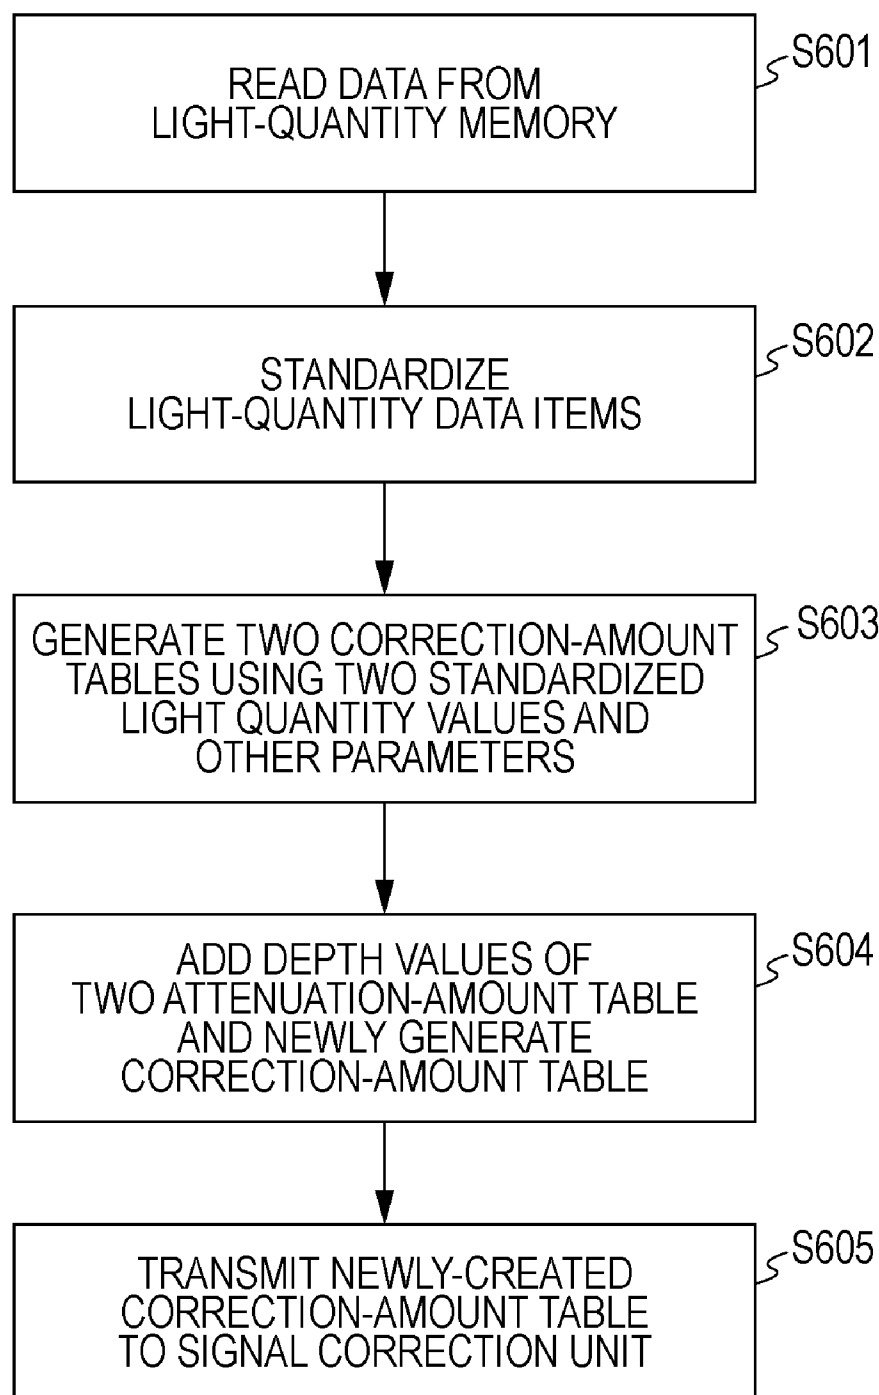 READ DATA FROM
LIGHT-QUANTITY MEMORY
S601
STANDARDIZE
LIGHT-QUANTITY DATA ITEMS
S602
GENERATE TWO CORRECTION-AMOUNT
TABLES USING TWO STANDARDIZED
LIGHT QUANTITY VALUES AND
OTHER PARAMETERS
S603
ADD DEPTH VALUES OF
TWO ATTENUATION-AMOUNT TABLE
AND NEWLY GENERATE
CORRECTION-AMOUNT TABLE
S604
TRANSMIT NEWLY-CREATED
CORRECTION-AMOUNT TABLE
TO SIGNAL CORRECTION UNIT
S605